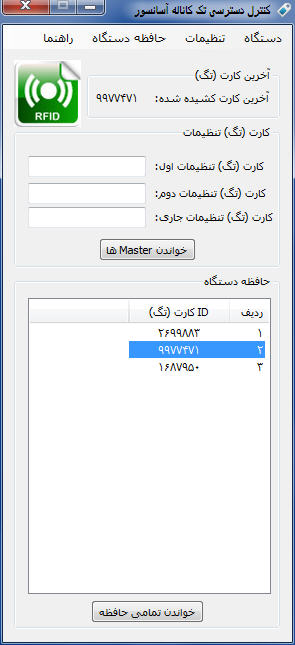 کنترل دسترسی تک کاناله آسانسور
دستگاه تنظیمات حافظه دستگاه راهنما
RFID
آخرین کارت (تگ)
آخرین کارت کشیده شده: ۹۹۷۷۴۷۱
کارت (تگ) تنظیمات
کارت (تگ) تنظیمات اول:
کارت (تگ) تنظیمات دوم:
کارت (تگ) تنظیمات جاری:
خواندن Master ها
حافظه دستگاه
ردیف ID کارت (تگ)
۱ ۲۶۹۹۸۸۳
۲ ۹۹۷۷۴۷۱
۳ ۱۶۸۷۹۵۰
خواندن تمامی حافظه